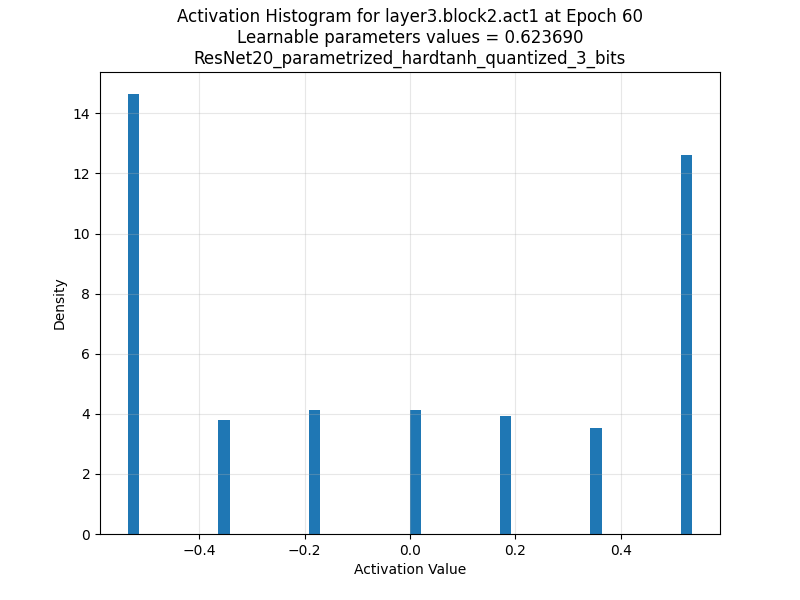 Activation Histogram for layer3.block2.act1 at Epoch 60
Learnable parameters values = 0.623690
ResNet20_parametrized_hardtanh_quantized_3_bits
14
12
10
8
6
4
2
0
Density
−0.4
−0.2
0.0
0.2
0.4
Activation Value